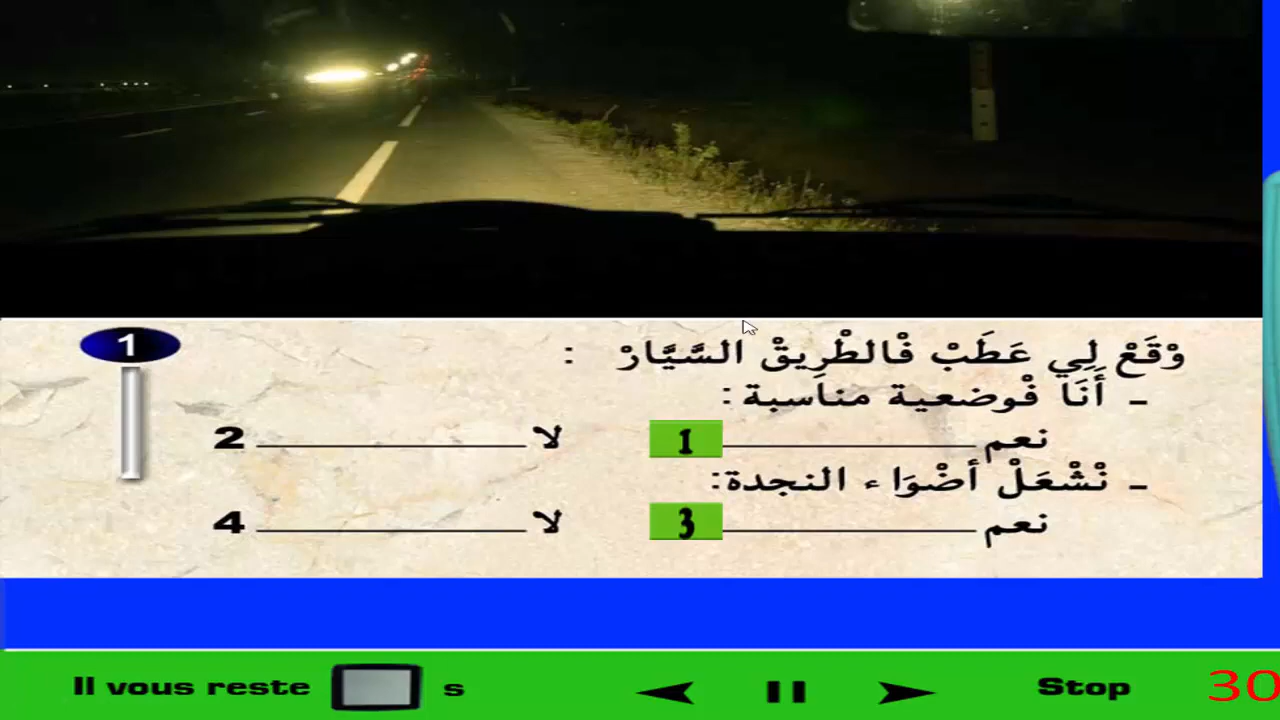 1
وْقَعْ لِي عَطَبْ فْالطْرِيقْ السَّيَّارْ :
- أَنَا فْوضعية مناسبة :
نعم 1 لا 2
- نْشْعَلْ أضْوَاء النجدة:
نعم 3 لا 4
Il vous reste s Stop 30